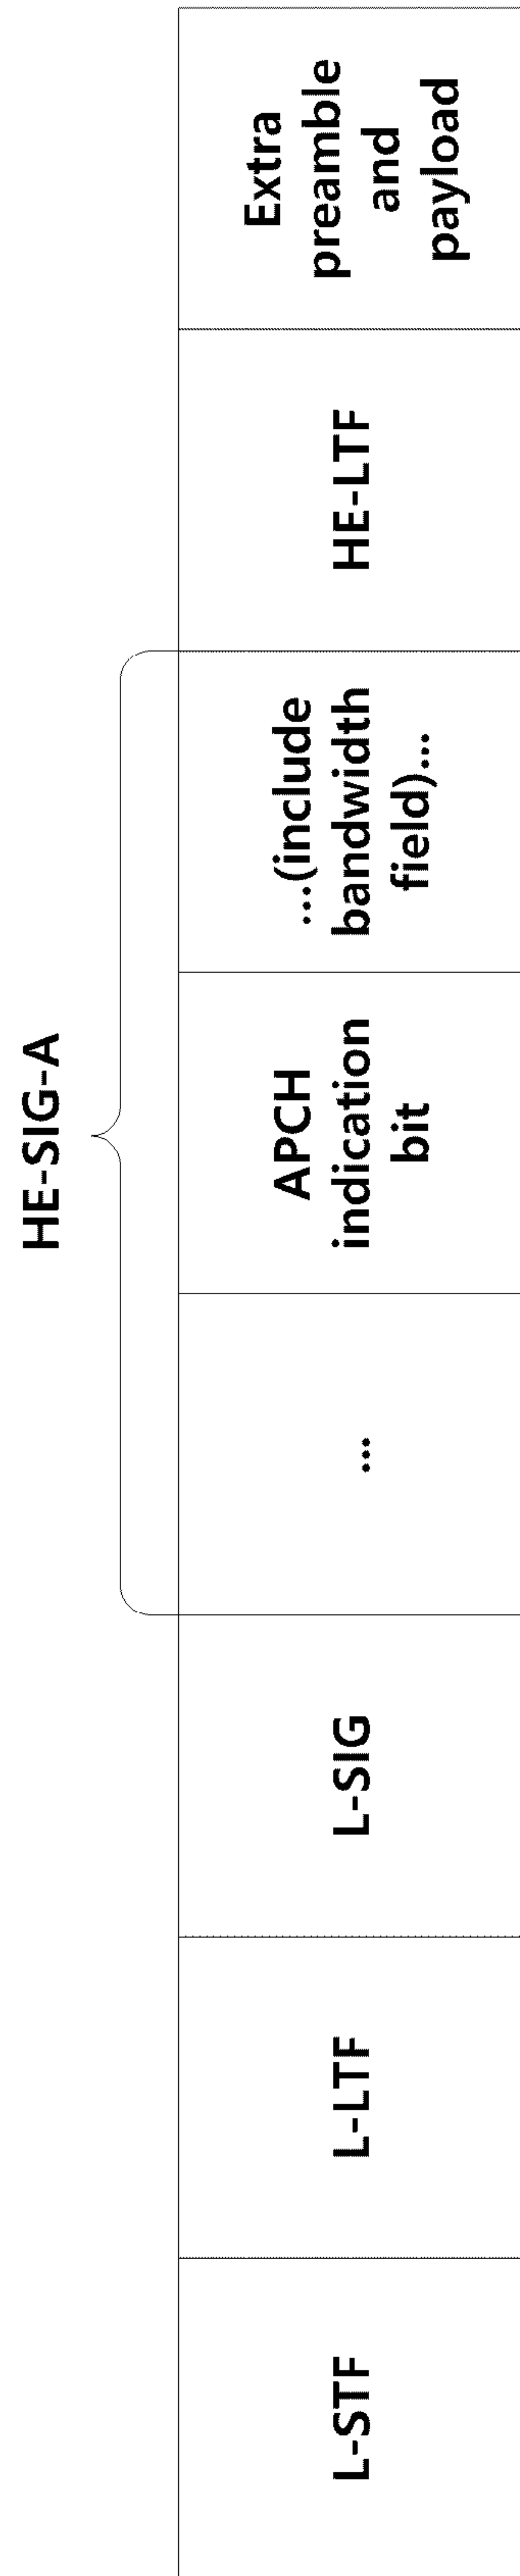 HE-SIG-A
L-STF
L-LTF
L-SIG
...
APCH
indication
bit
...(include
bandwidth
field)...
HE-LTF
Extra
preamble
and
payload